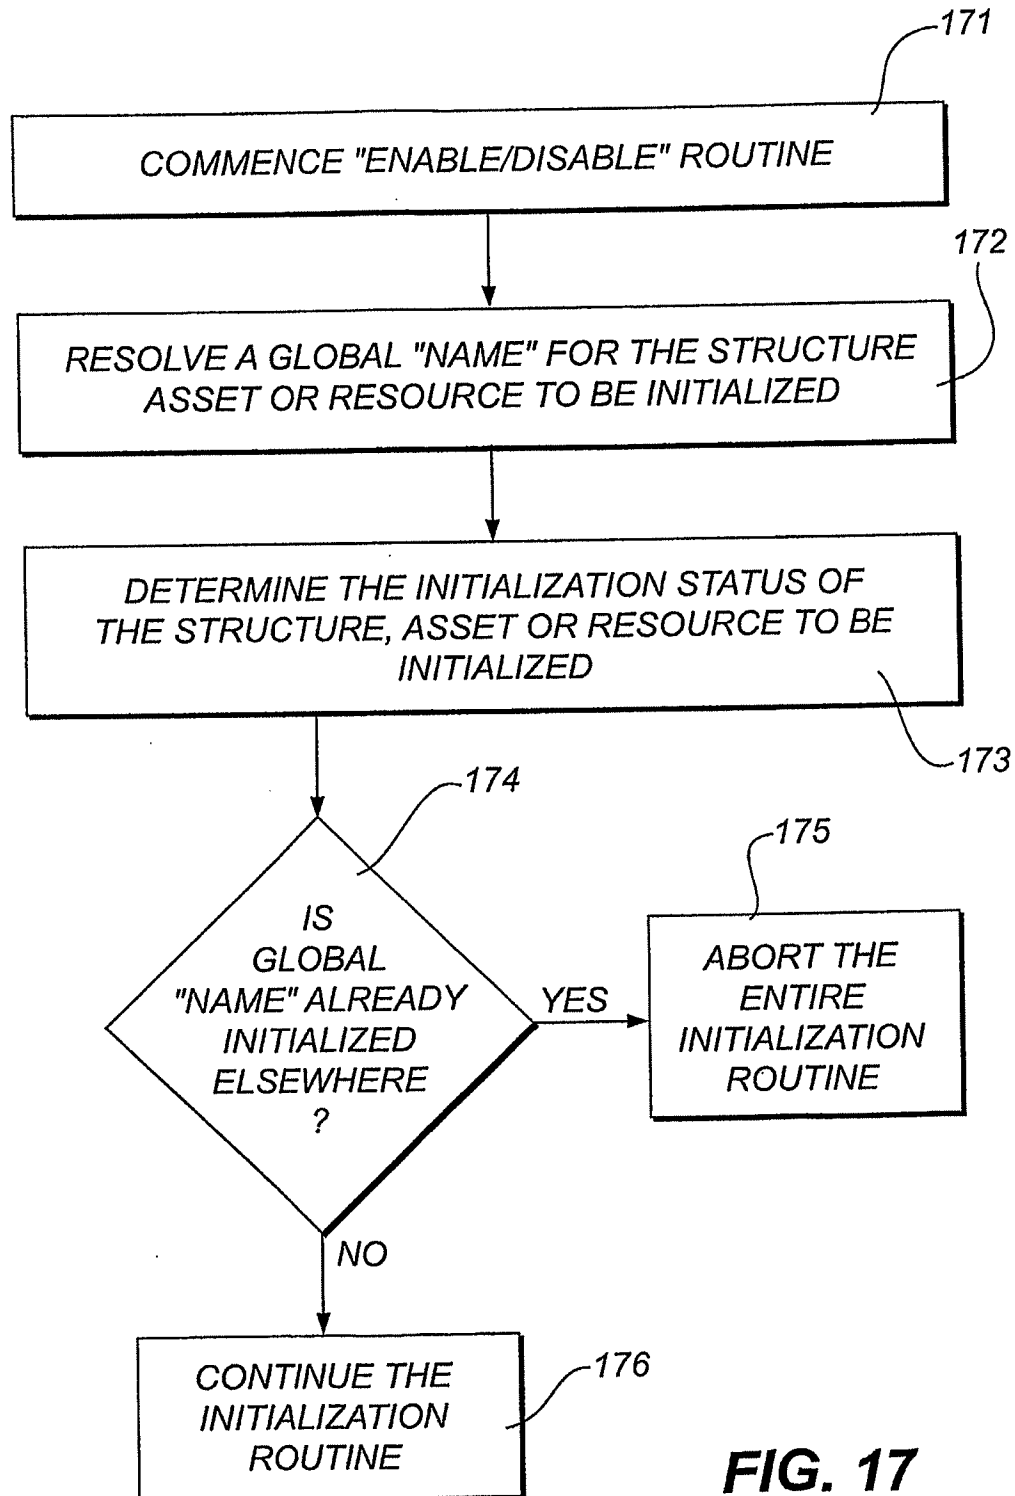 171
COMMENCE "ENABLE/DISABLE" ROUTINE
172
RESOLVE A GLOBAL "NAME" FOR THE STRUCTURE
ASSET OR RESOURCE TO BE INITIALIZED
DETERMINE THE INITIALIZATION STATUS OF
THE STRUCTURE, ASSET OR RESOURCE TO BE
INITIALIZED
173
174
IS
GLOBAL
"NAME" ALREADY
INITIALIZED
ELSEWHERE
?
YES
175
ABORT THE
ENTIRE
INITIALIZATION
ROUTINE
NO
176
CONTINUE THE
INITIALIZATION
ROUTINE
FIG. 17